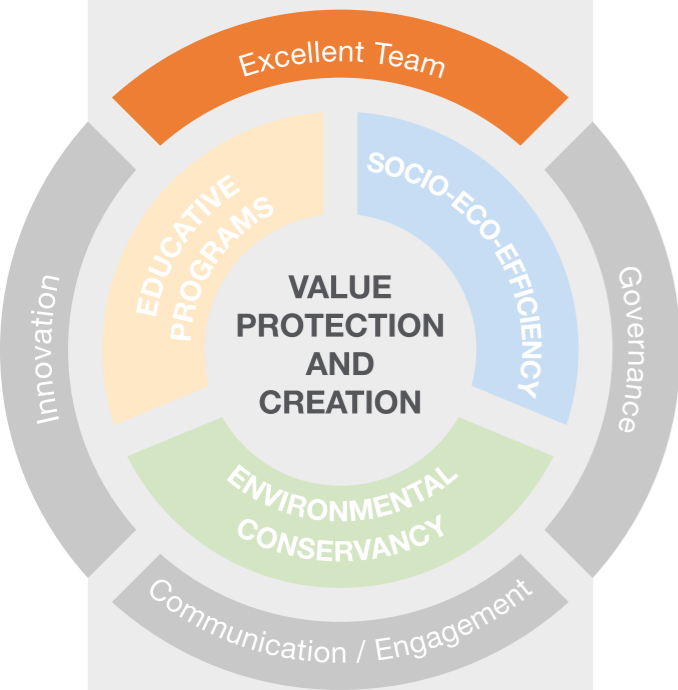 Excellent Team
EDUCATIVE
PROGRAMS
SOCIO-ECO-EFFICIENCY
Innovation
VALUE
PROTECTION
AND
CREATION
Governance
ENVIRONMENTAL
CONSERVANCY
Communication / Engagement